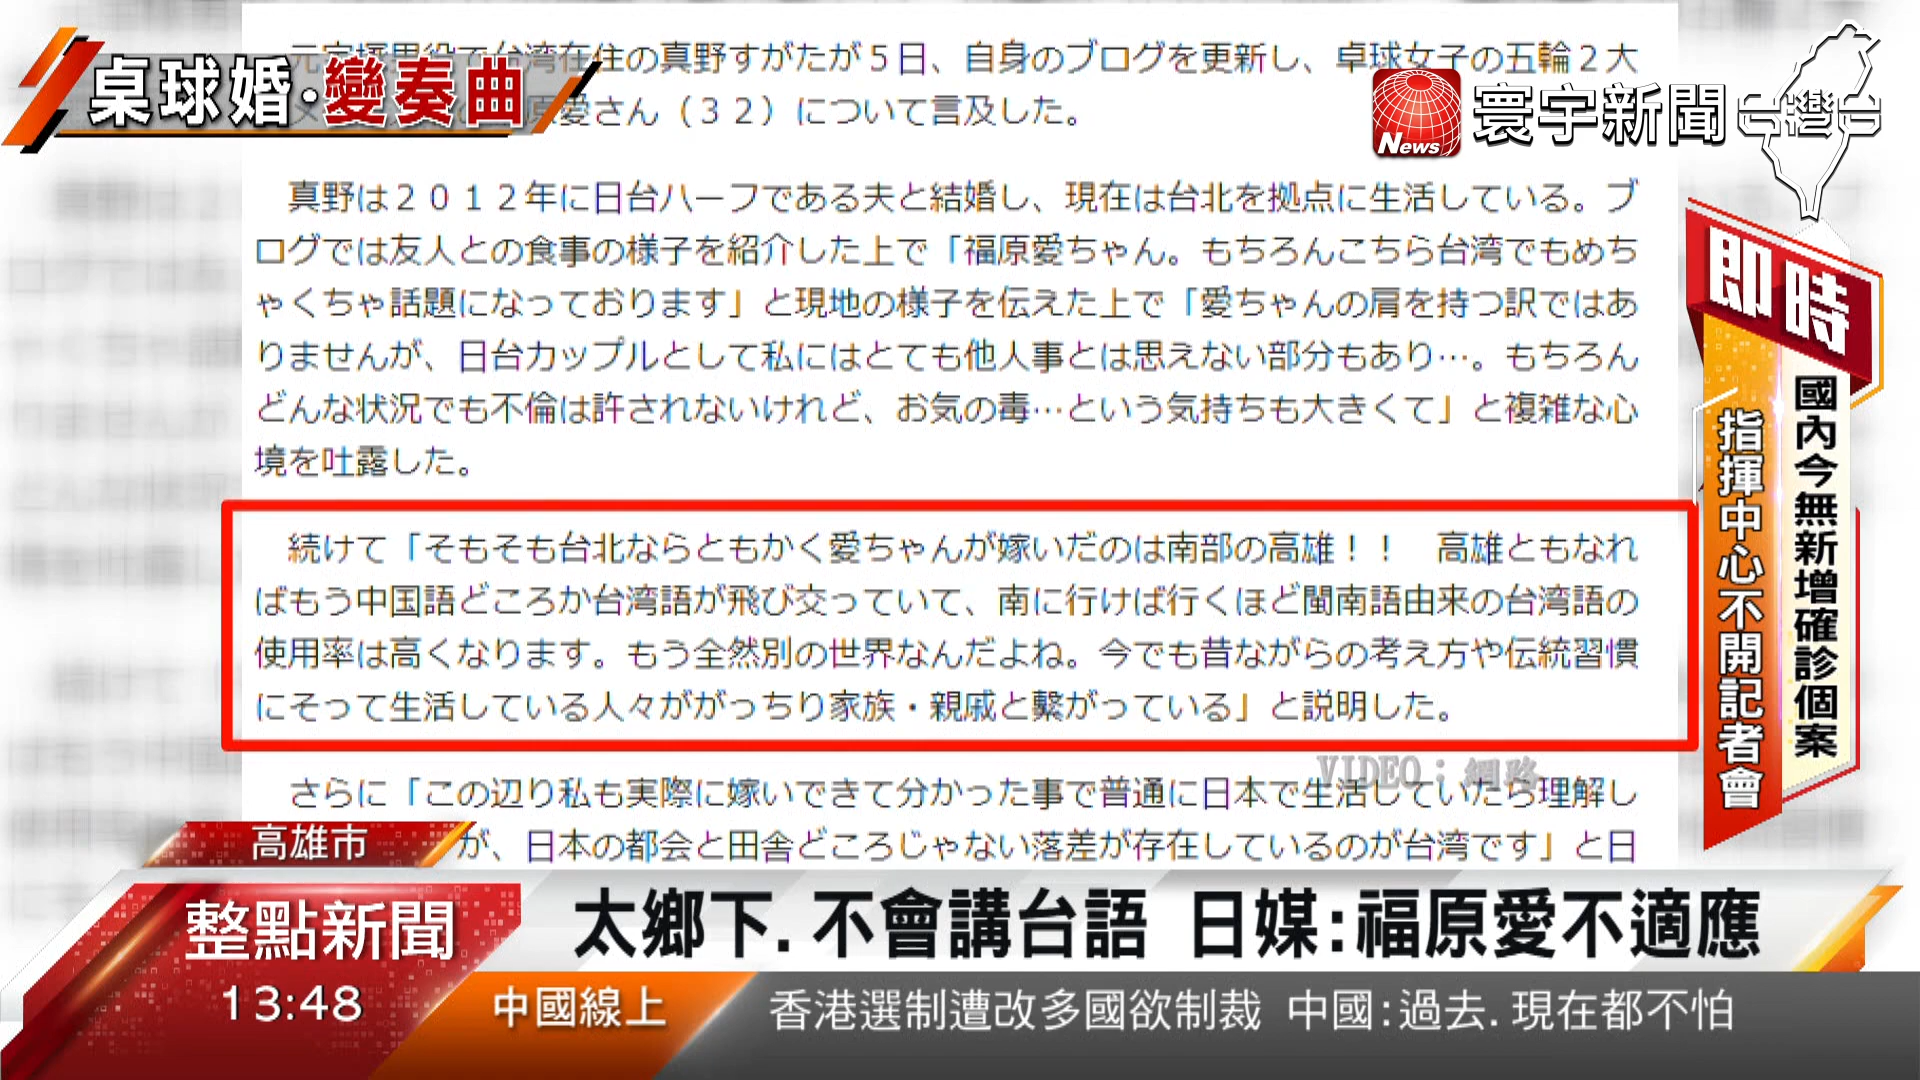 桌球婚·變奏曲
元宝塚男役で台湾在住の真野すがたが５日、自身のブログを更新し、卓球女子の五輪２大
愛さん（３２）について言及した。
寰宇新聞 台灣台
News
真野は２０１２年に日台ハーフである夫と結婚し、現在は台北を拠点に生活している。ブ
ログでは友人との食事の様子を紹介した上で「福原愛ちゃん。もちろんこちら台湾でもめち
ゃくちゃ話題になっております」と現地の様子を伝えた上で「愛ちゃんの肩を持つ訳ではあ
りませんが、日台カップルとして私にはとても他人事とは思えない部分もあり…。もちろん
どんな状況でも不倫は許されないけれど、お気の毒…という気持ちも大きくて」と複雑な心
境を吐露した。
続けて「そもそも台北ならともかく愛ちゃんが嫁いだのは南部の高雄！！　高雄ともなれ
ばもう中国語どころか台湾語が飛び交っていて、南に行けば行くほど閩南語由来の台湾語の
使用率は高くなります。もう全然別の世界なんだよね。今でも昔ながらの考え方や伝統習慣
にそって生活している人々ががっちり家族・親戚と繋がっている」と説明した。
さらに「この辺り私も実際に嫁いできて分かった事で普通に日本で生活していたら理解し
が、日本の都会と田舎どころじゃない落差が存在しているのが台湾です」と日
VIDEO：網路
即時
國內今無新增確診個案
指揮中心不開記者會
高雄市
整點新聞
太鄉下.不會講台語 日媒:福原愛不適應
13:48
中國線上
香港選制遭改多國欲制裁 中國:過去.現在都不怕